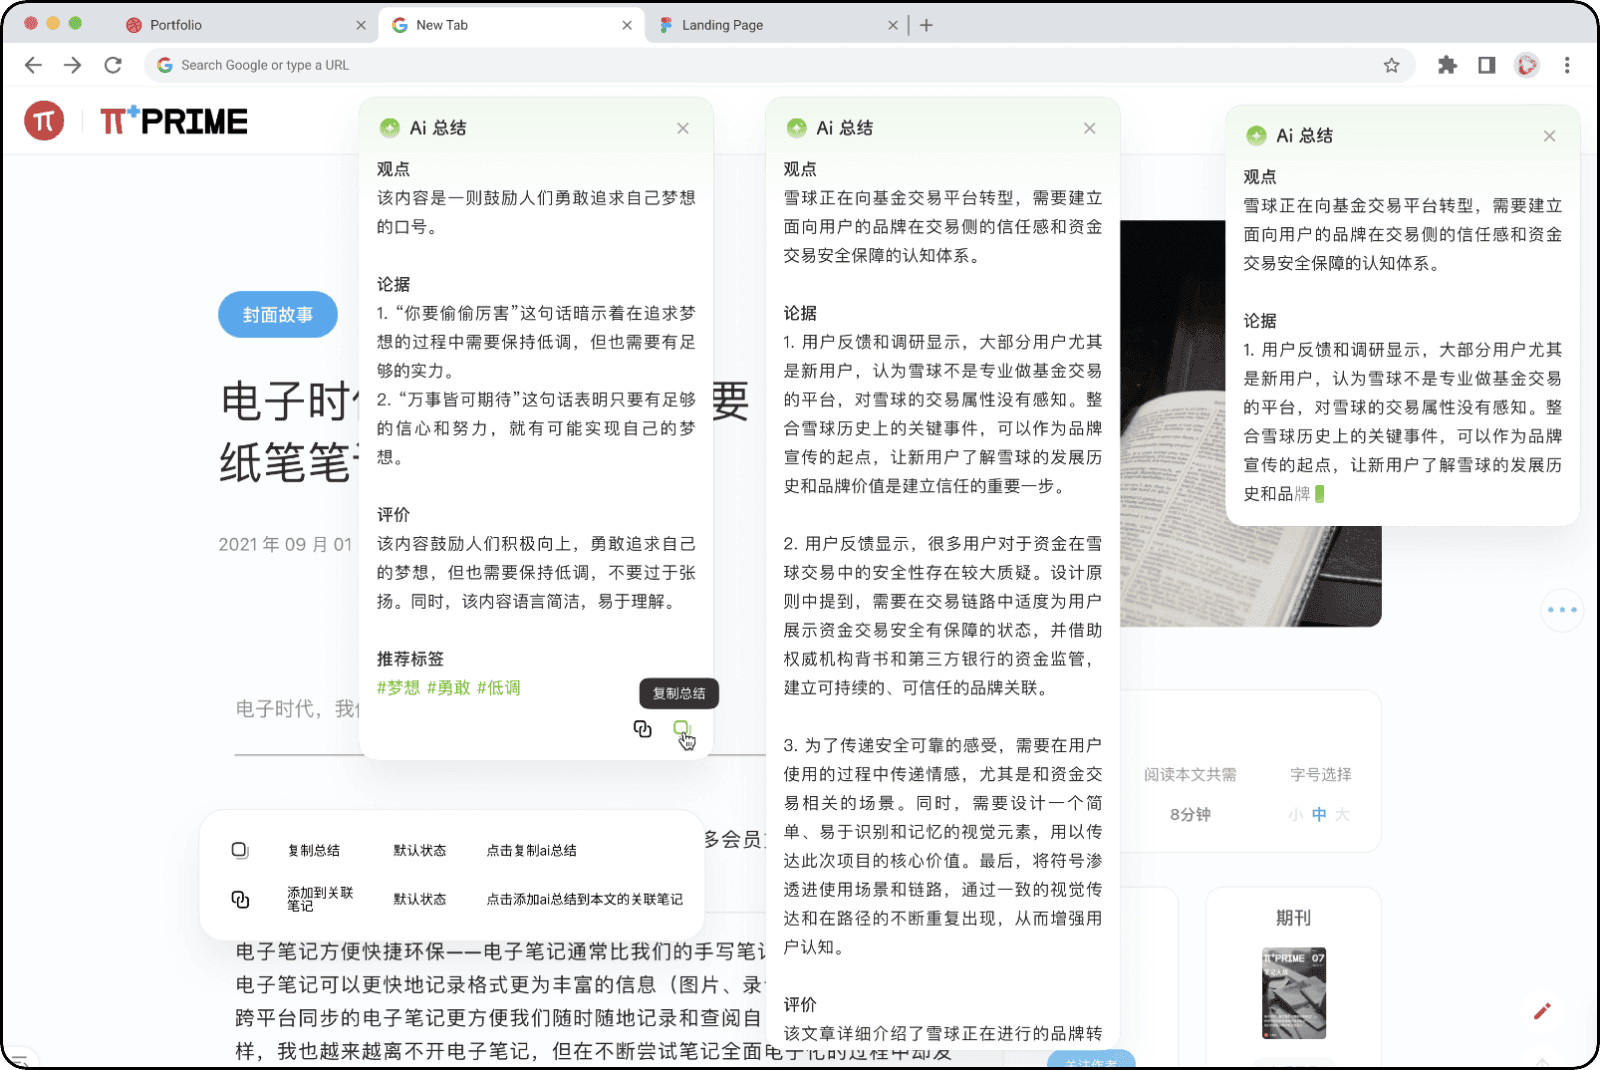 Portfolio
New Tab
Landing Page
Search Google or type a URL
π
π+PRIME
封面故事
电子时
要
纸笔笔
2021 年 09 月 01
电子时代，我
Ai 总结
观点
该内容是一则鼓励人们勇敢追求自己梦想
的口号。
论据
1. “你要偷偷厉害”这句话暗示着在追求梦
想的过程中需要保持低调，但也需要有足
够的实力。
2. “万事皆可期待”这句话表明只要有足够
的信心和努力，就有可能实现自己的梦
想。
评价
该内容鼓励人们积极向上，勇敢追求自己
的梦想，但也需要保持低调，不要过于张
扬。同时，该内容语言简洁，易于理解。
推荐标签
#梦想 #勇敢 #低调
复制总结
复制总结 默认状态 点击复制ai总结
添加到关联
笔记
默认状态 点击添加ai总结到本文的关联笔记
多会员
电子笔记方便快捷环保——电子笔记通常比我们的手写笔
电子笔记可以更快地记录格式更为丰富的信息（图片、录
跨平台同步的电子笔记更方便我们随时随地记录和查阅自
样，我也越来越离不开电子笔记，但在不断尝试笔记全面电子化的过程中却发
Ai 总结
观点
雪球正在向基金交易平台转型，需要建立
面向用户的品牌在交易侧的信任感和资金
交易安全保障的认知体系。
论据
1. 用户反馈和调研显示，大部分用户尤其
是新用户，认为雪球不是专业做基金交易
的平台，对雪球的交易属性没有感知。整
合雪球历史上的关键事件，可以作为品牌
宣传的起点，让新用户了解雪球的发展历
史和品牌价值是建立信任的重要一步。
2. 用户反馈显示，很多用户对于资金在雪
球交易中的安全性存在较大质疑。设计原
则中提到，需要在交易链路中适度为用户
展示资金交易安全有保障的状态，并借助
权威机构背书和第三方银行的资金监管，
建立可持续的、可信任的品牌关联。
3. 为了传递安全可靠的感受，需要在用户
使用的过程中传递情感，尤其是和资金交
易相关的场景。同时，需要设计一个简
单、易于识别和记忆的视觉元素，用以传
达此次项目的核心价值。最后，将符号渗
透进使用场景和链路，通过一致的视觉传
达和在路径的不断重复出现，从而增强用
户认知。
评价
该文章详细介绍了雪球正在进行的品牌转
关注作者
Ai 总结
观点
雪球正在向基金交易平台转型，需要建立
面向用户的品牌在交易侧的信任感和资金
交易安全保障的认知体系。
论据
1. 用户反馈和调研显示，大部分用户尤其
是新用户，认为雪球不是专业做基金交易
的平台，对雪球的交易属性没有感知。整
合雪球历史上的关键事件，可以作为品牌
宣传的起点，让新用户了解雪球的发展历
史和品牌
阅读本文共需
8分钟
字号选择
小 中 大
期刊
π+PRIME 07